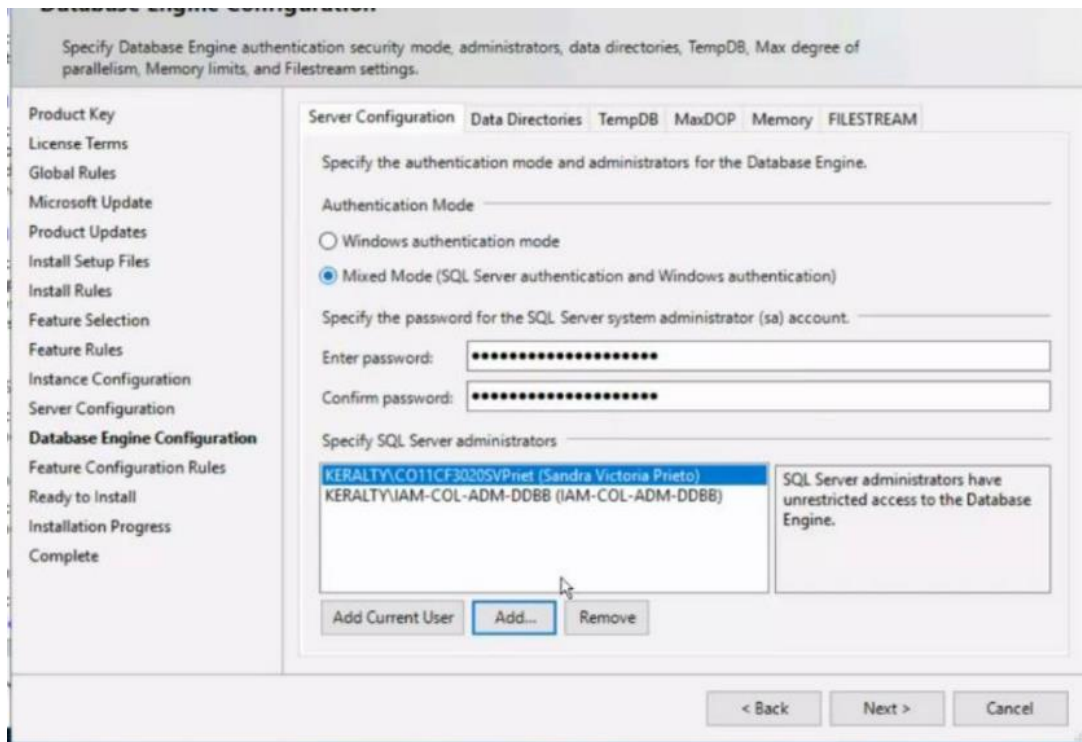 Database Engine Configuration
Specify Database Engine authentication security mode, administrators, data directories, TempDB, Max degree of
parallelism, Memory limits, and Filestream settings.
Product Key
License Terms
Global Rules
Microsoft Update
Product Updates
Install Setup Files
Install Rules
Feature Selection
Feature Rules
Instance Configuration
Server Configuration
Database Engine Configuration
Feature Configuration Rules
Ready to Install
Installation Progress
Complete
Server Configuration Data Directories TempDB MaxDOP Memory FILESTREAM
Specify the authentication mode and administrators for the Database Engine.
Authentication Mode
Windows authentication mode
Mixed Mode (SQL Server authentication and Windows authentication)
Specify the password for the SQL Server system administrator (sa) account.
Enter password: ••••••••••••••••••••
Confirm password: ••••••••••••••••••••
Specify SQL Server administrators
KERALTY\CO11CF3020SVPriet (Sandra Victoria Prieto)
KERALTY\IAM-COL-ADM-DDBB (IAM-COL-ADM-DDBB)
SQL Server administrators have
unrestricted access to the Database
Engine.
Add Current User Add... Remove
< Back Next > Cancel